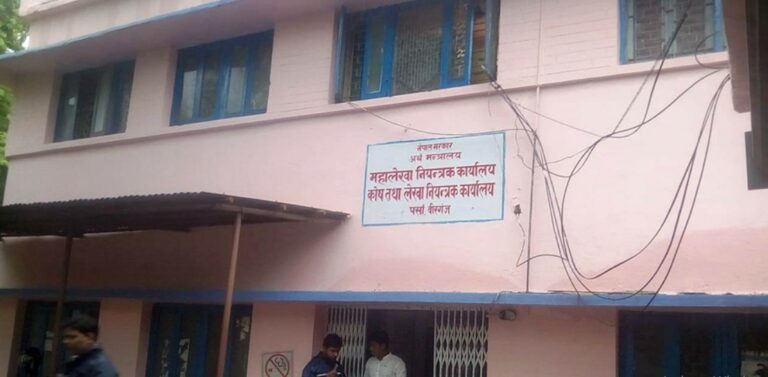 नेपाल सरकार
अर्थ मन्त्रालय
महालेखा नियन्त्रक कार्यालय
कोष तथा लेखा नियन्त्रक कार्यालय
पर्सा वीरगंज